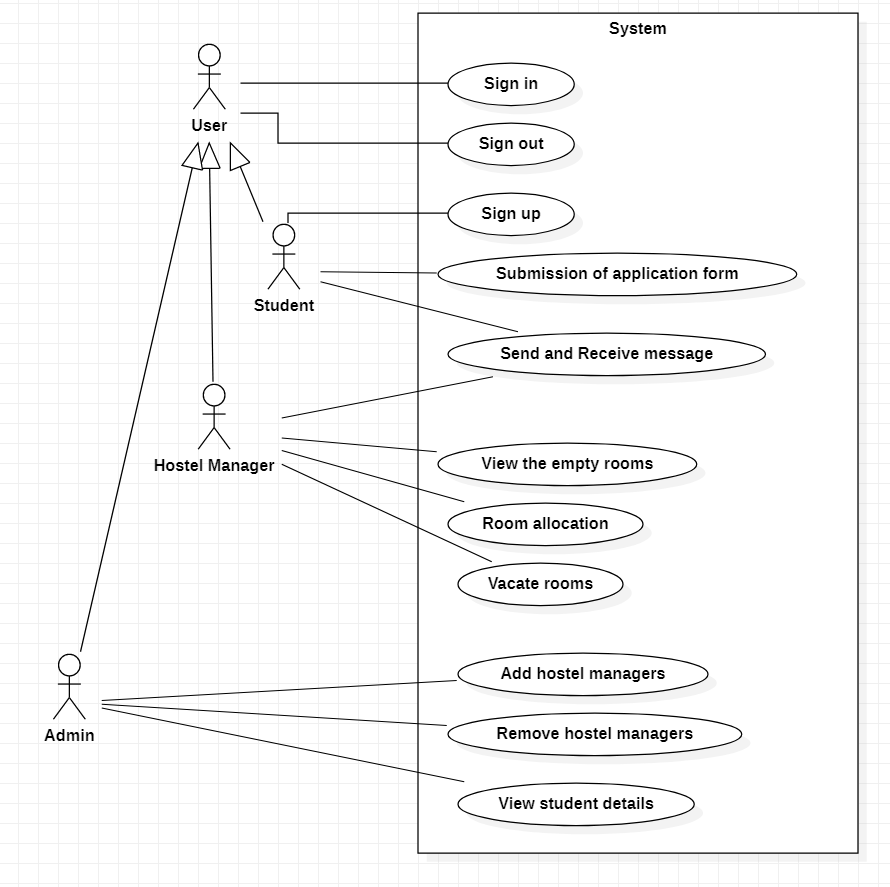 System
Sign in
User
Sign out
Sign up
Submission of application form
Student
Send and Receive message
Hostel Manager
View the empty rooms
Room allocation
Vacate rooms
Add hostel managers
Admin
Remove hostel managers
View student details